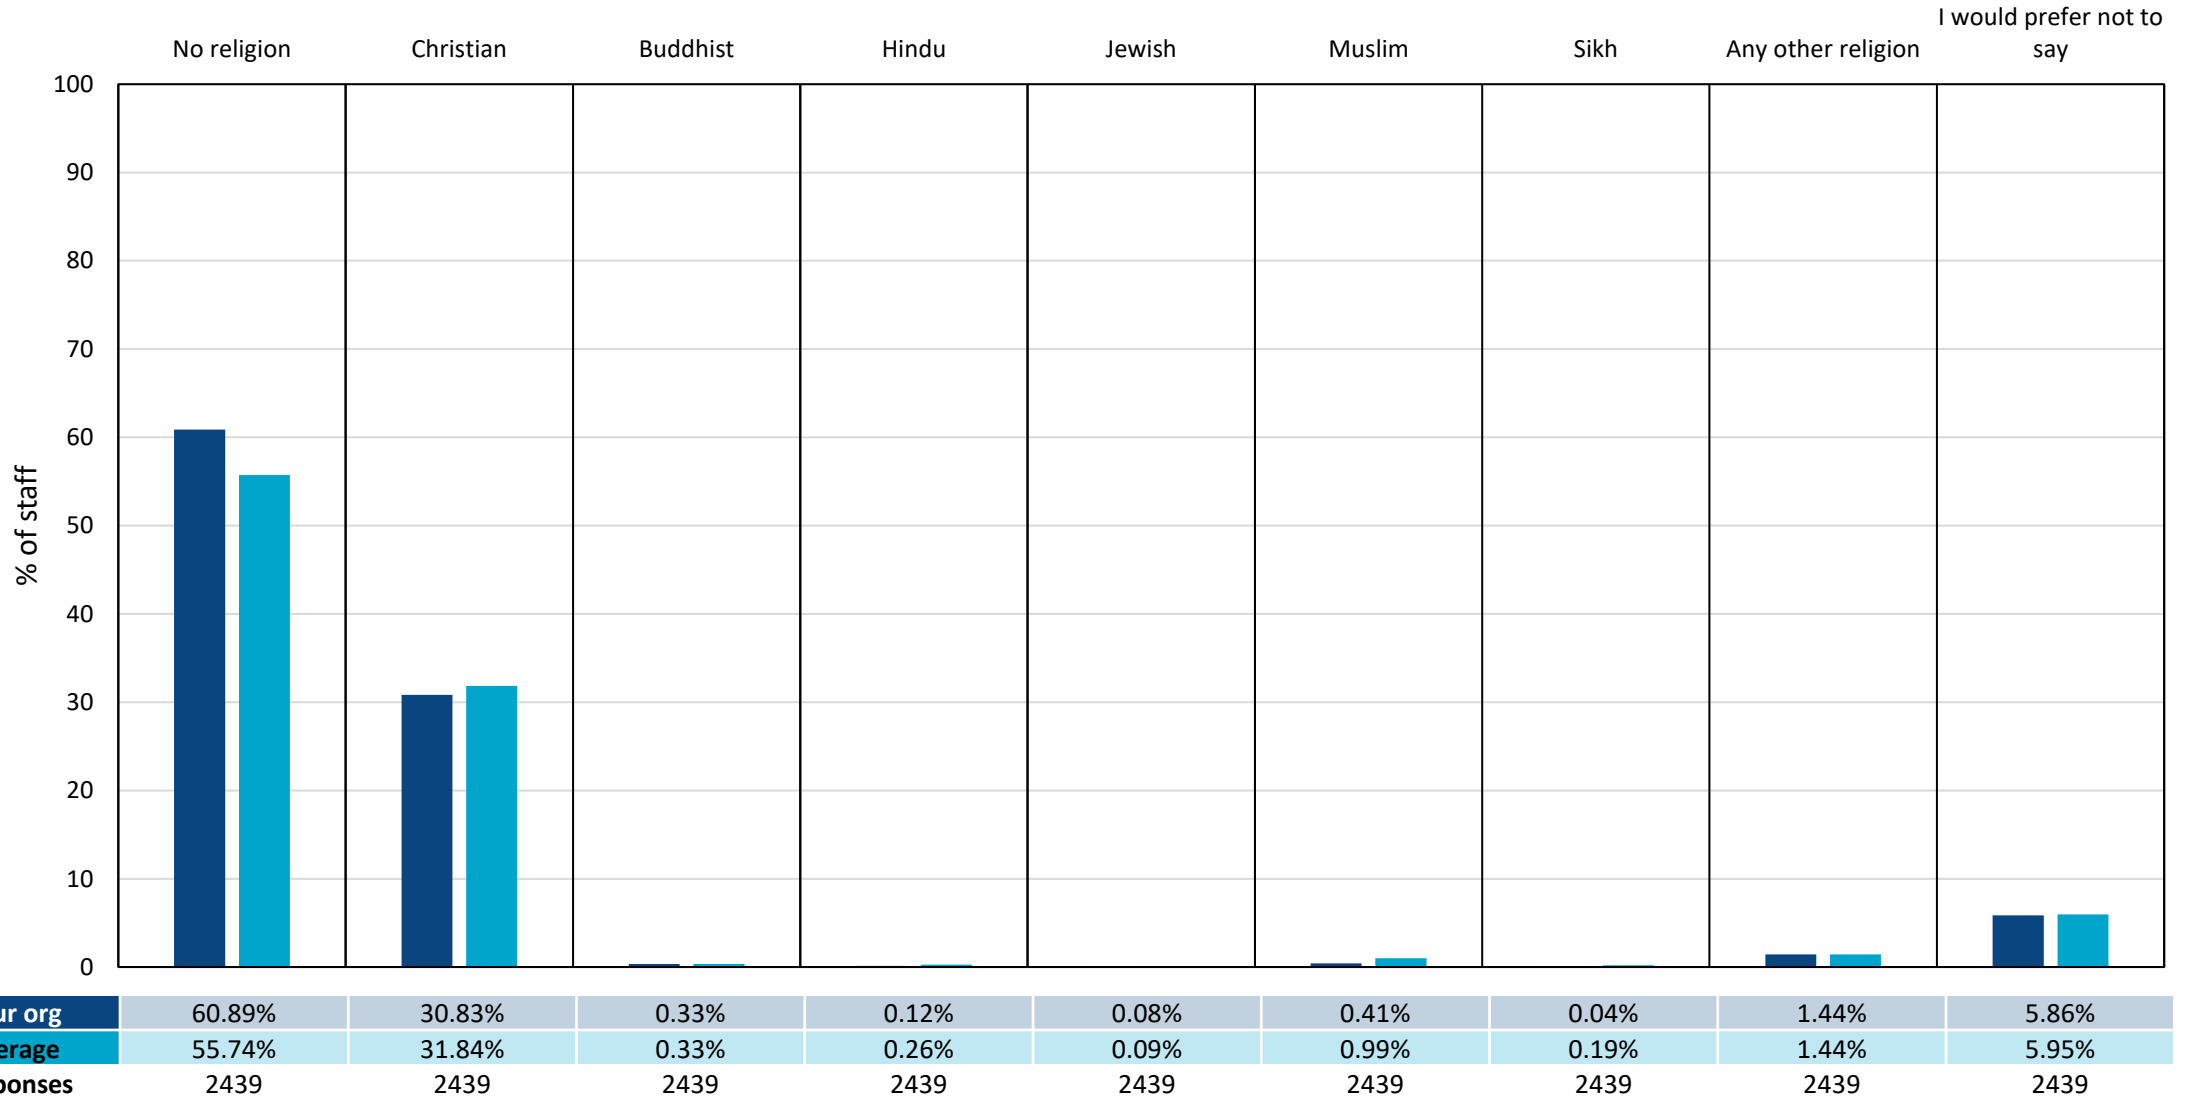 No religion Christian Buddhist Hindu Jewish Muslim Sikh Any other religion I would prefer not to
say
100
90
80
70
60
50
40
30
20
10
0
% of staff
ur org 60.89% 30.83% 0.33% 0.12% 0.08% 0.41% 0.04% 1.44% 5.86%
erage 55.74% 31.84% 0.33% 0.26% 0.09% 0.99% 0.19% 1.44% 5.95%
ponses 2439 2439 2439 2439 2439 2439 2439 2439 2439